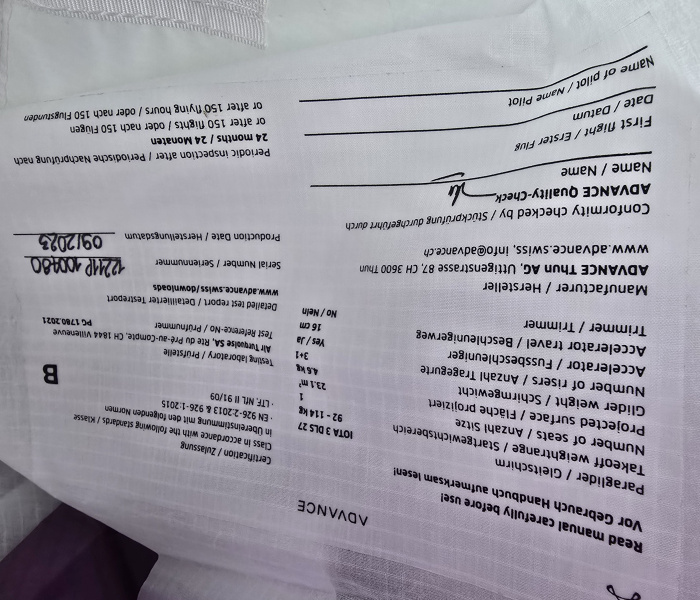 ADVANCE
Read manual carefully before use!
Vor Gebrauch Handbuch aufmerksam lesen!
Paraglider / Gleitschirm IOTA 3 DLS 27
Takeoff weightrange / Startgewichtsbereich 92 - 114 kg
Number of seats / Anzahl Sitze 1
Projected surface / Fläche projiziert 23.1 m²
Glider weight / Schirmgewicht 4.6 kg
Number of risers / Anzahl Tragegurte 3+1
Accelerator / Fussbeschleuniger Yes / Ja
Accelerator travel / Beschleunigerweg 16 cm
Trimmer / Trimmer No / Nein
Manufacturer / Hersteller
ADVANCE Thun AG, Uttigenstrasse 87, CH 3600 Thun
www.advance.swiss, info@advance.ch
Conformity checked by / Stückprüfung durchgeführt durch
ADVANCE Quality-Check
Name / Name
First flight / Erster Flug
Date / Datum
Name of pilot / Name Pilot
Certification / Zulassung
Class in accordance with the following standards / Klasse
in Übereinstimmung mit den folgenden Normen
· EN 926-2:2013 & 926-1:2015
· LTF NfL II 91/09
B
Testing laboratory / Prüfstelle
Air Turquoise SA, Rte du Pré-au-Compte, CH 1844 Villeneuve
Test Reference-No / Prüfnummer PG 1780.2021
Detailed test report / Detaillierter Testreport
www.advance.swiss/downloads
Serial Number / Seriennummer
Production Date / Herstellungsdatum 09/2023
Periodic inspection after / Periodische Nachprüfung nach
24 months / 24 Monaten
or after 150 flights / oder nach 150 Flügen
or after 150 flying hours / oder nach 150 Flugstunden